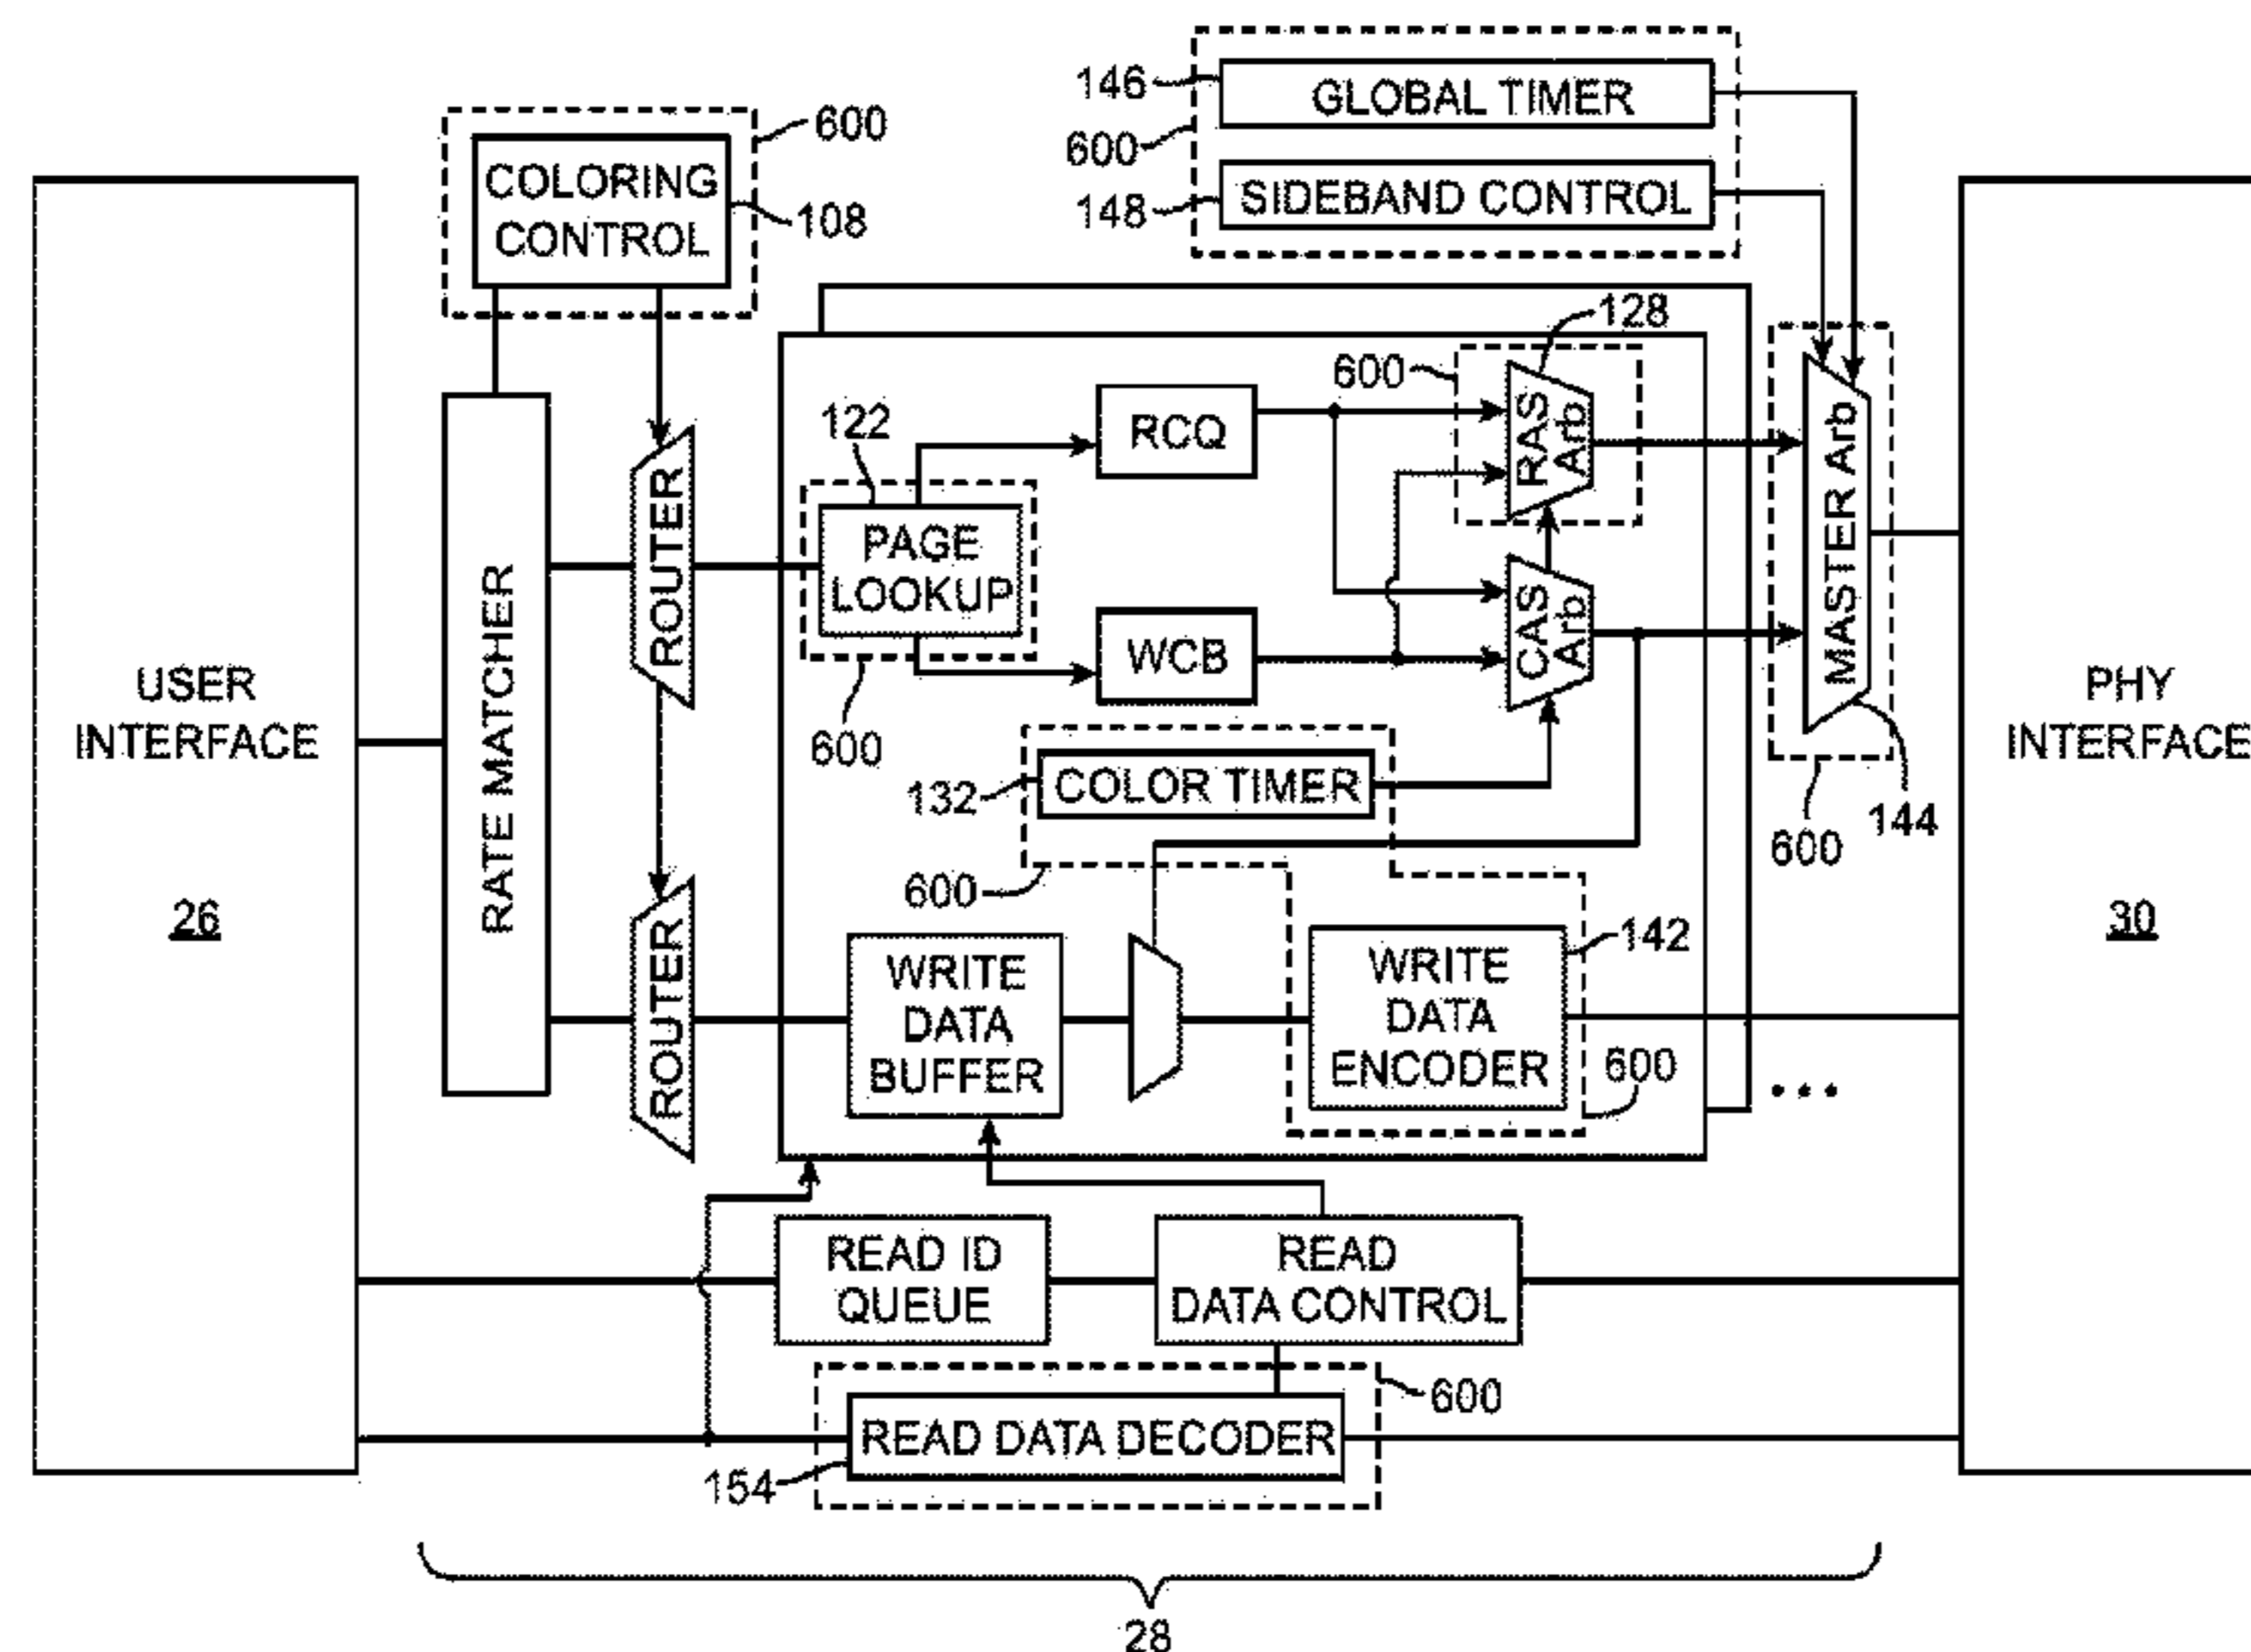 146
GLOBAL TIMER
600
600
COLORING
CONTROL
108
148
SIDEBAND CONTROL
128
600
122
RCQ
RAS
Arb
MASTER Arb
ROUTER
PAGE
LOOKUP
USER
INTERFACE
26
RATE MATCHER
WCB
CAS
Arb
PHY
INTERFACE
30
600
132
COLOR TIMER
144
600
600
ROUTER
WRITE
DATA
BUFFER
WRITE
DATA
ENCODER
142
600
...
READ ID
QUEUE
READ
DATA CONTROL
600
READ DATA DECODER
154
28